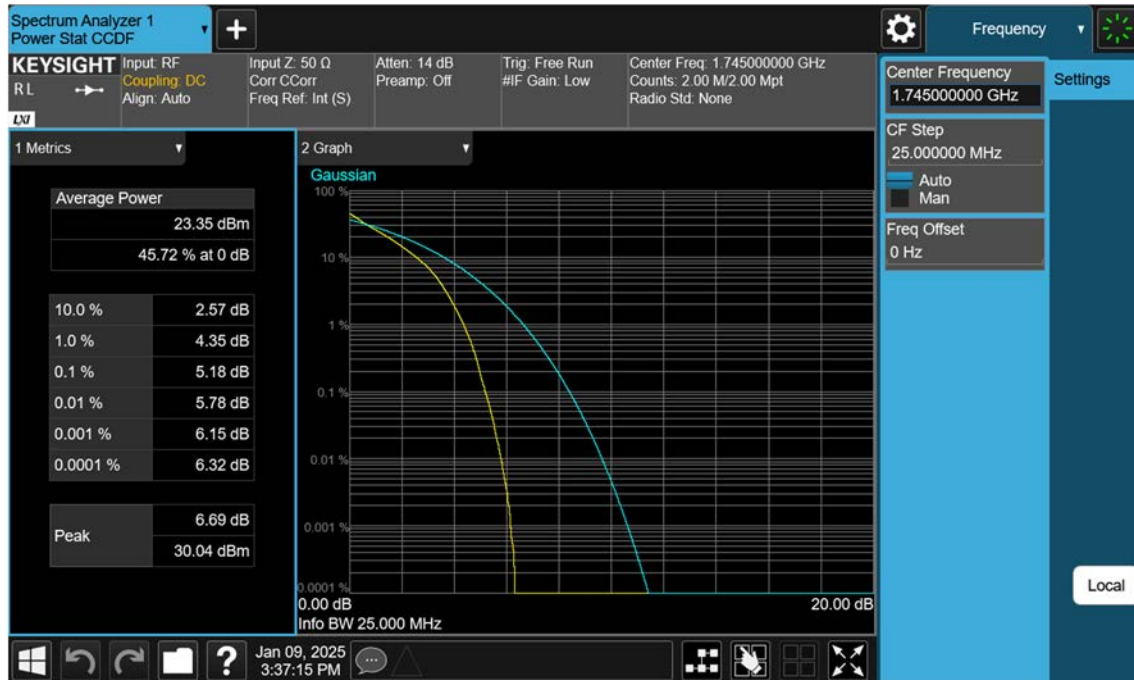 Spectrum Analyzer 1
Power Stat CCDF
Frequency
KEYSIGHT
R L
LXI
Input: RF
Coupling: DC
Align: Auto
Input Z: 50 Ω
Corr CCorr
Freq Ref: Int (S)
Atten: 14 dB
Preamp: Off
Trig: Free Run
#IF Gain: Low
Center Freq: 1.745000000 GHz
Counts: 2.00 M/2.00 Mpt
Radio Std: None
Center Frequency
1.745000000 GHz
Settings
CF Step
25.000000 MHz
Auto
Man
Freq Offset
0 Hz
Local
1 Metrics
Average Power
23.35 dBm
45.72 % at 0 dB
10.0 % 2.57 dB
1.0 % 4.35 dB
0.1 % 5.18 dB
0.01 % 5.78 dB
0.001 % 6.15 dB
0.0001 % 6.32 dB
Peak
6.69 dB
30.04 dBm
2 Graph
Gaussian
100 %
10 %
1 %
0.1 %
0.01 %
0.001 %
0.0001 %
0.00 dB 20.00 dB
Info BW 25.000 MHz
?
Jan 09, 2025
3:37:15 PM